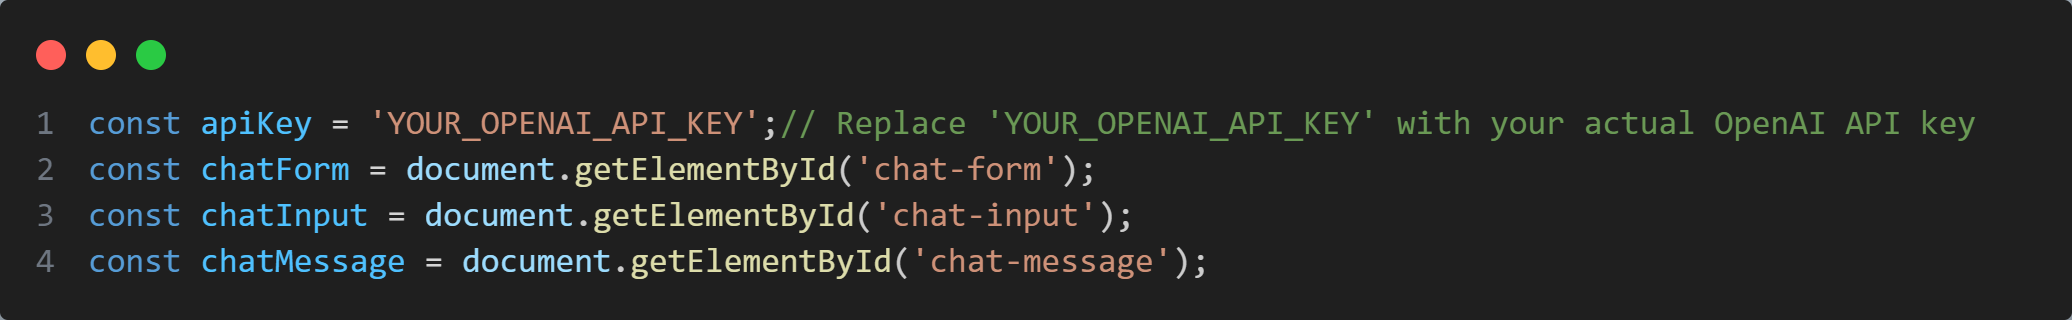 1 const apiKey = 'YOUR_OPENAI_API_KEY';// Replace 'YOUR_OPENAI_API_KEY' with your actual OpenAI API key
2 const chatForm = document.getElementById('chat-form');
3 const chatInput = document.getElementById('chat-input');
4 const chatMessage = document.getElementById('chat-message');